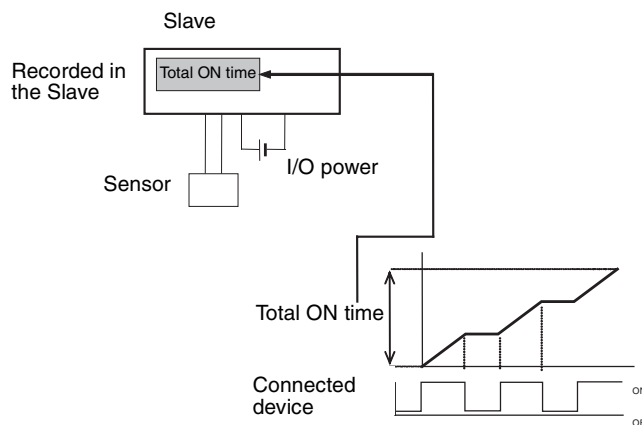 Slave
Recorded in
the Slave
Total ON time
I/O power
Sensor
Total ON time
Connected
device